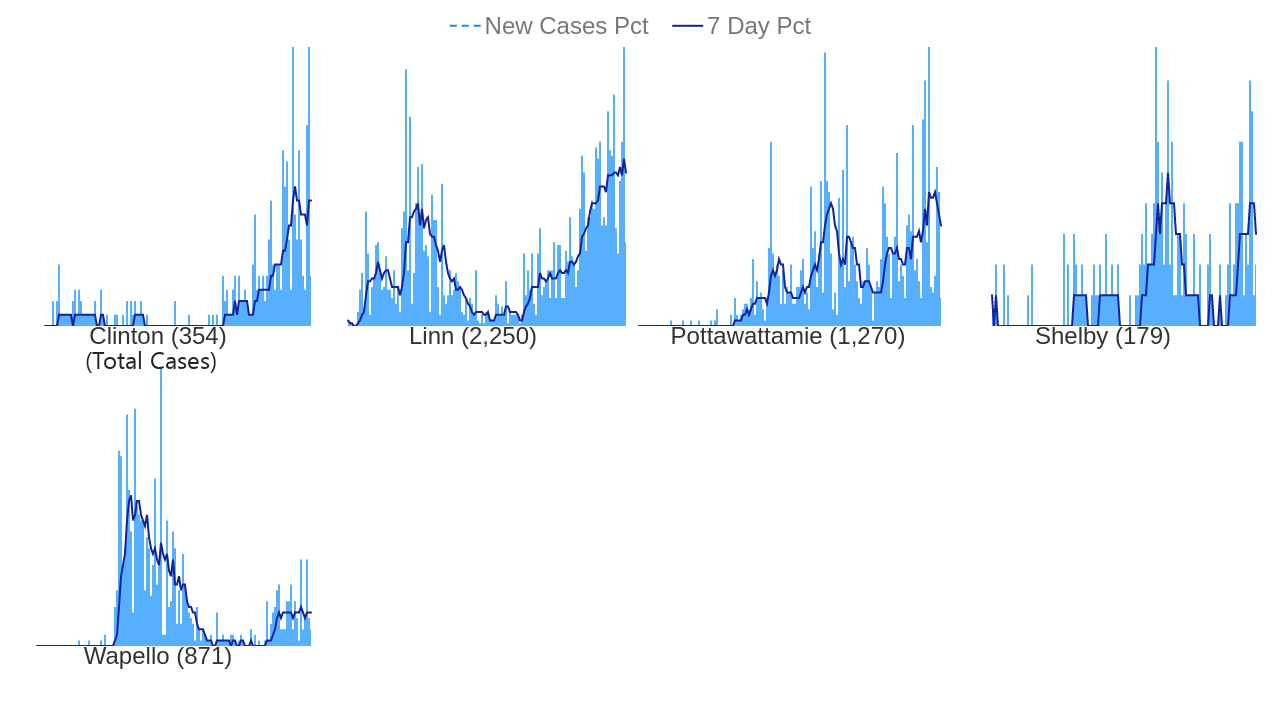 New Cases Pct 7 Day Pct
Clinton (354)
(Total Cases)
Linn (2,250)
Pottawattamie (1,270)
Shelby (179)
Wapello (871)